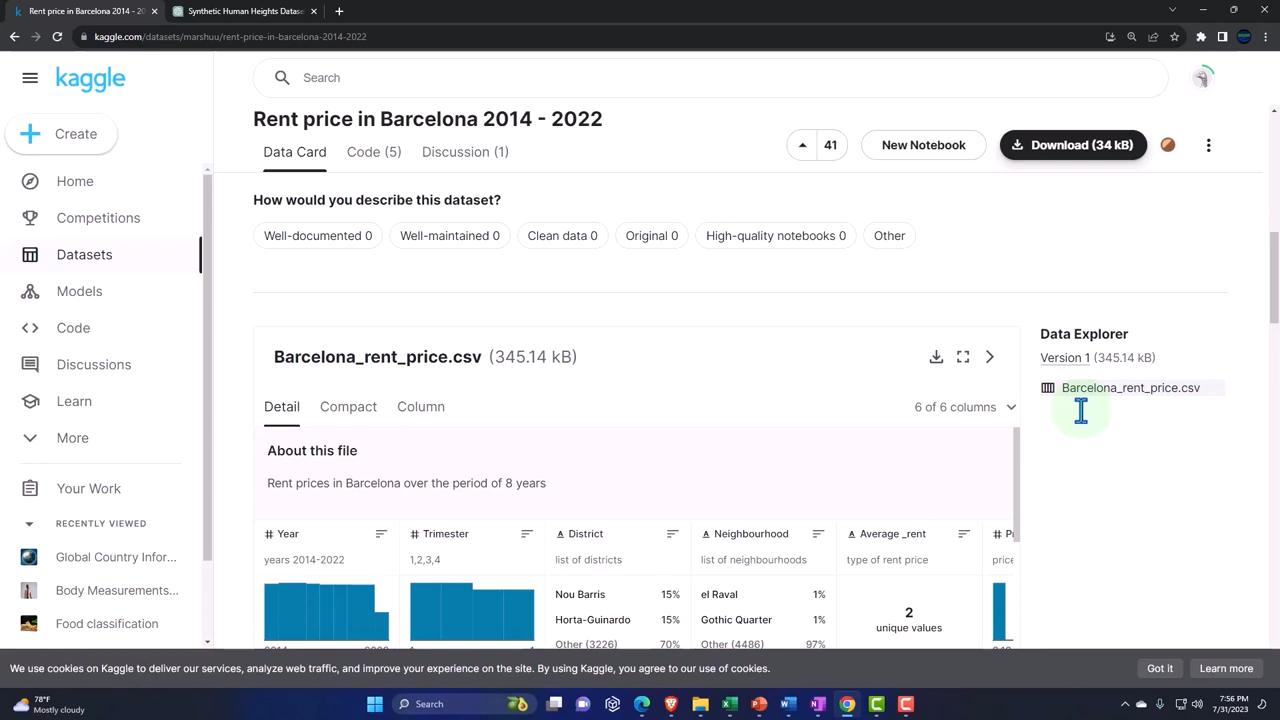 Rent price in Barcelona 2014 - 20
Synthetic Human Heights Dataset
kaggle.com/datasets/marshuu/rent-price-in-barcelona-2014-2022
kaggle
Search
Create
Rent price in Barcelona 2014 - 2022
Data Card
Code (5)
Discussion (1)
41
New Notebook
Download (34 kB)
Home
Competitions
Datasets
Models
Code
Discussions
Learn
More
Your Work
RECENTLY VIEWED
Global Country Infor...
Body Measurements...
Food classification
How would you describe this dataset?
Well-documented 0
Well-maintained 0
Clean data 0
Original 0
High-quality notebooks 0
Other
Barcelona_rent_price.csv (345.14 kB)
Detail
Compact
Column
6 of 6 columns
About this file
Rent prices in Barcelona over the period of 8 years
# Year
# Trimester
District
Neighbourhood
Average _rent
# P
years 2014-2022
1,2,3,4
list of districts
list of neighbourhoods
type of rent price
price
Nou Barris 15%
Horta-Guinardo 15%
Other (3226) 70%
el Raval 1%
Gothic Quarter 1%
Other (4486) 97%
2
unique values
Data Explorer
Version 1 (345.14 kB)
Barcelona_rent_price.csv
We use cookies on Kaggle to deliver our services, analyze web traffic, and improve your experience on the site. By using Kaggle, you agree to our use of cookies.
Got it
Learn more
78°F
Mostly cloudy
Search
7:56 PM
7/31/2023